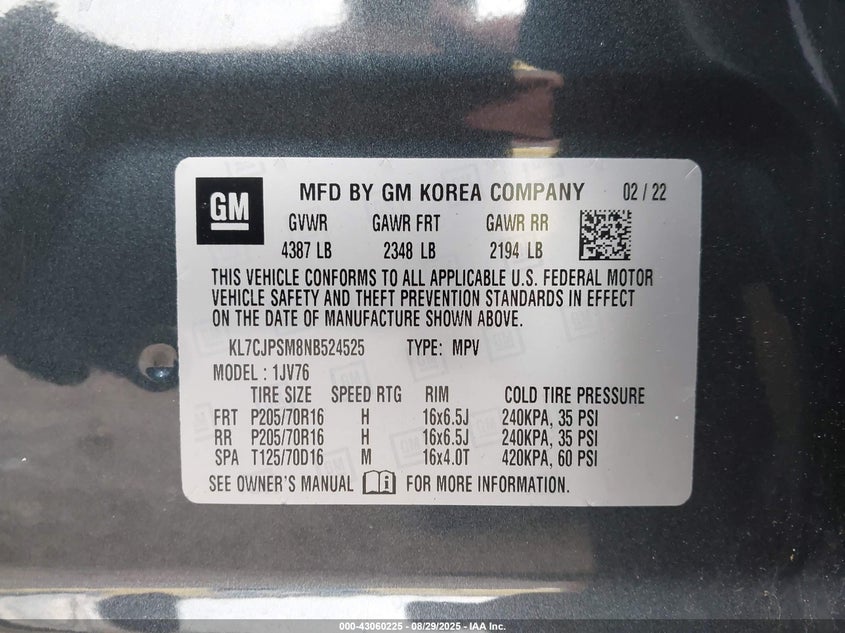 GM
MFD BY GM KOREA COMPANY 02 / 22
GVWR GAWR FRT GAWR RR
4387 LB 2348 LB 2194 LB
THIS VEHICLE CONFORMS TO ALL APPLICABLE U.S. FEDERAL MOTOR
VEHICLE SAFETY AND THEFT PREVENTION STANDARDS IN EFFECT
ON THE DATE OF MANUFACTURE SHOWN ABOVE.
KL7CJPSM8NB524525 TYPE: MPV
MODEL : 1JV76
TIRE SIZE SPEED RTG RIM COLD TIRE PRESSURE
FRT P205/70R16 H 16x6.5J 240KPA, 35 PSI
RR P205/70R16 H 16x6.5J 240KPA, 35 PSI
SPA T125/70D16 M 16x4.0T 420KPA, 60 PSI
SEE OWNER'S MANUAL i FOR MORE INFORMATION.
000-43060225 - 08/29/2025 - IAA Inc.